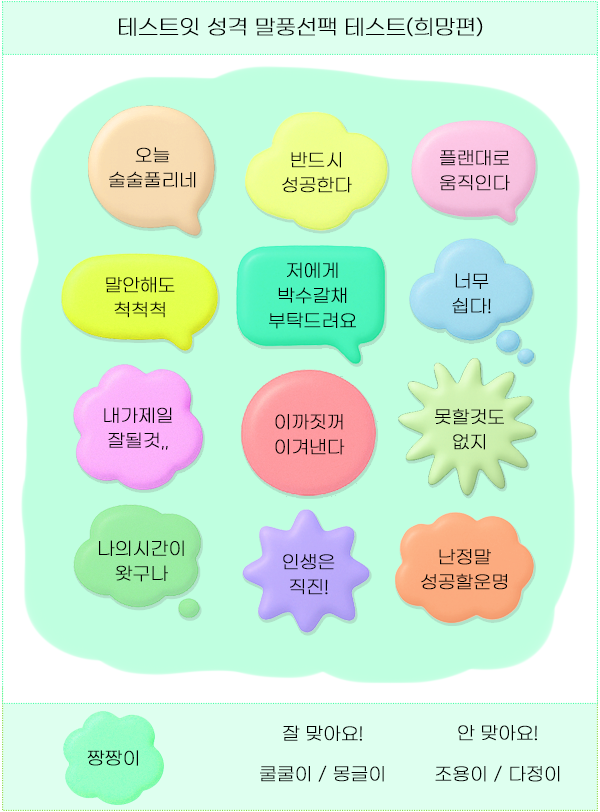 테스트잇 성격 말풍선팩 테스트(희망편)
오늘
술술풀리네
반드시
성공한다
플랜대로
움직인다
말안해도
척척척
저에게
박수갈채
부탁드려요
너무
쉽다!
내가제일
잘될것,,
이까짓꺼
이겨낸다
못할것도
없지
나의시간이
왓구나
인생은
직진!
난정말
성공할운명
짱짱이
잘 맞아요!
쿨쿨이 / 몽글이
안 맞아요!
조용이 / 다정이